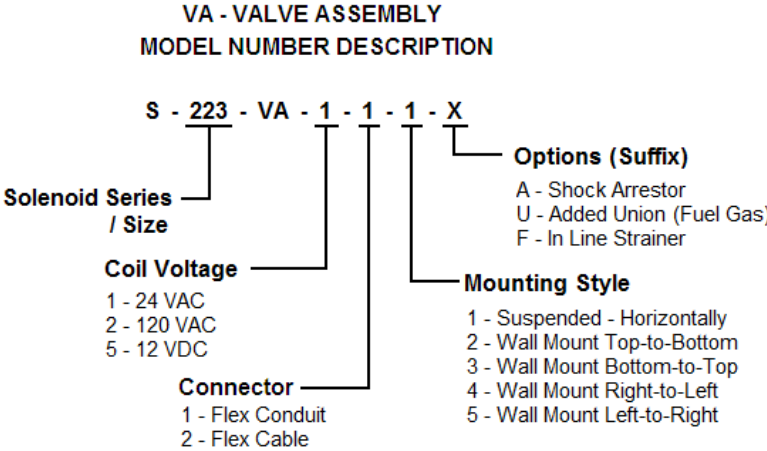 VA - VALVE ASSEMBLY
MODEL NUMBER DESCRIPTION
S - 223 - VA - 1 - 1 - 1 - X
Options (Suffix)
A - Shock Arrestor
U - Added Union (Fuel Gas)
F - In Line Strainer
Solenoid Series
/ Size
Coil Voltage
1 - 24 VAC
2 - 120 VAC
5 - 12 VDC
Mounting Style
1 - Suspended - Horizontally
2 - Wall Mount Top-to-Bottom
3 - Wall Mount Bottom-to-Top
4 - Wall Mount Right-to-Left
5 - Wall Mount Left-to-Right
Connector
1 - Flex Conduit
2 - Flex Cable